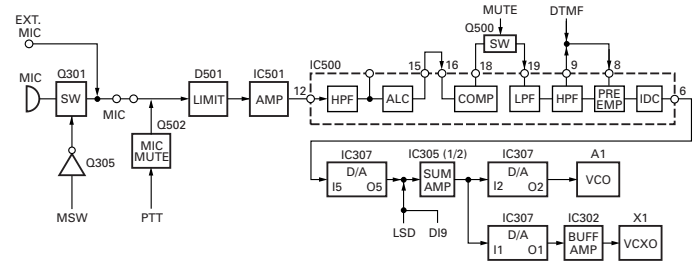 EXT.
MIC
MIC
Q301
SW
MIC
Q305
MSW
Q502
MIC
MUTE
PTT
D501
LIMIT
IC501
AMP
12
IC500
HPF
ALC
15
16
COMP
18
MUTE
Q500
SW
19
LPF
DTMF
9
HPF
8
PRE
EMP
IDC
6
IC307
D/A
I5 O5
LSD DI9
IC305 (1/2)
SUM
AMP
IC307
D/A
I2 O2
A1
VCO
IC307
D/A
I1 O1
IC302
BUFF
AMP
X1
VCXO